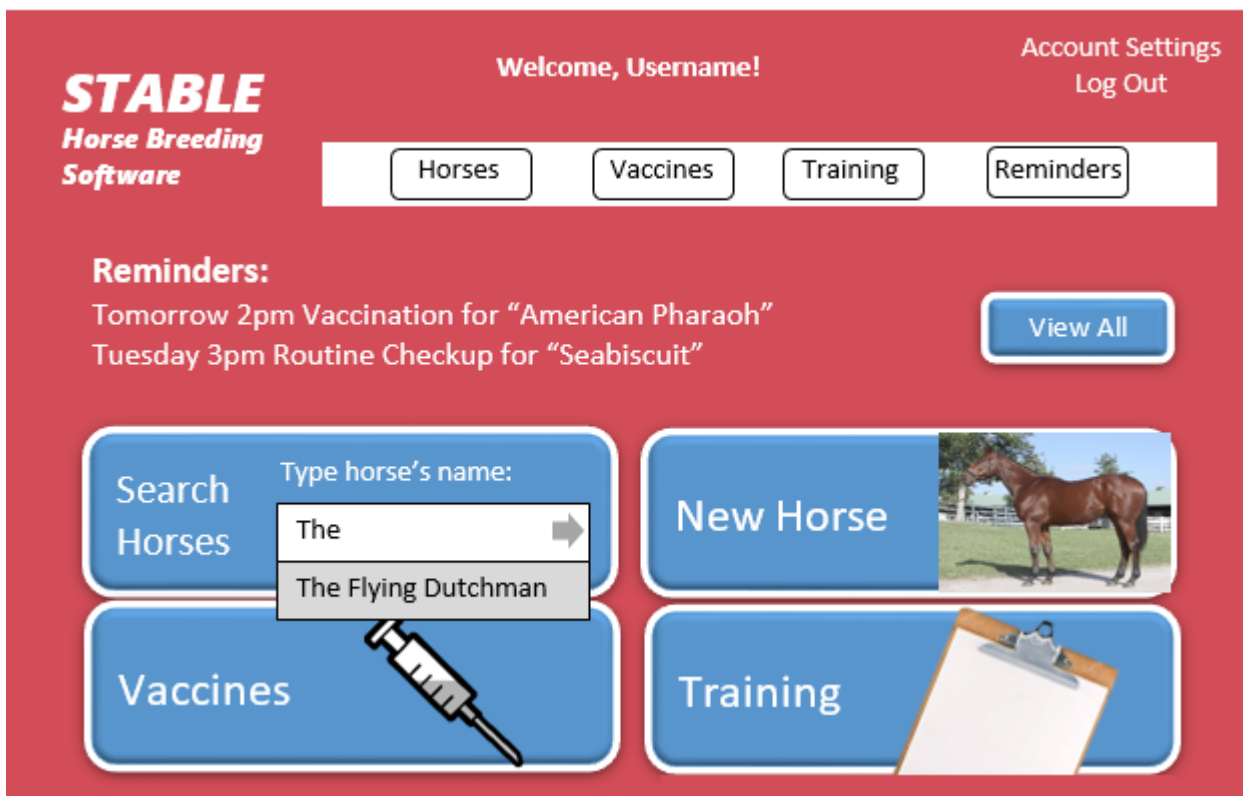 STABLE
Horse Breeding
Software
Welcome, Username!
Account Settings
Log Out
Horses
Vaccines
Training
Reminders
Reminders:
Tomorrow 2pm Vaccination for “American Pharaoh”
Tuesday 3pm Routine Checkup for “Seabiscuit”
View All
Search
Horses
Type horse’s name:
The
The Flying Dutchman
New Horse
Vaccines
Training